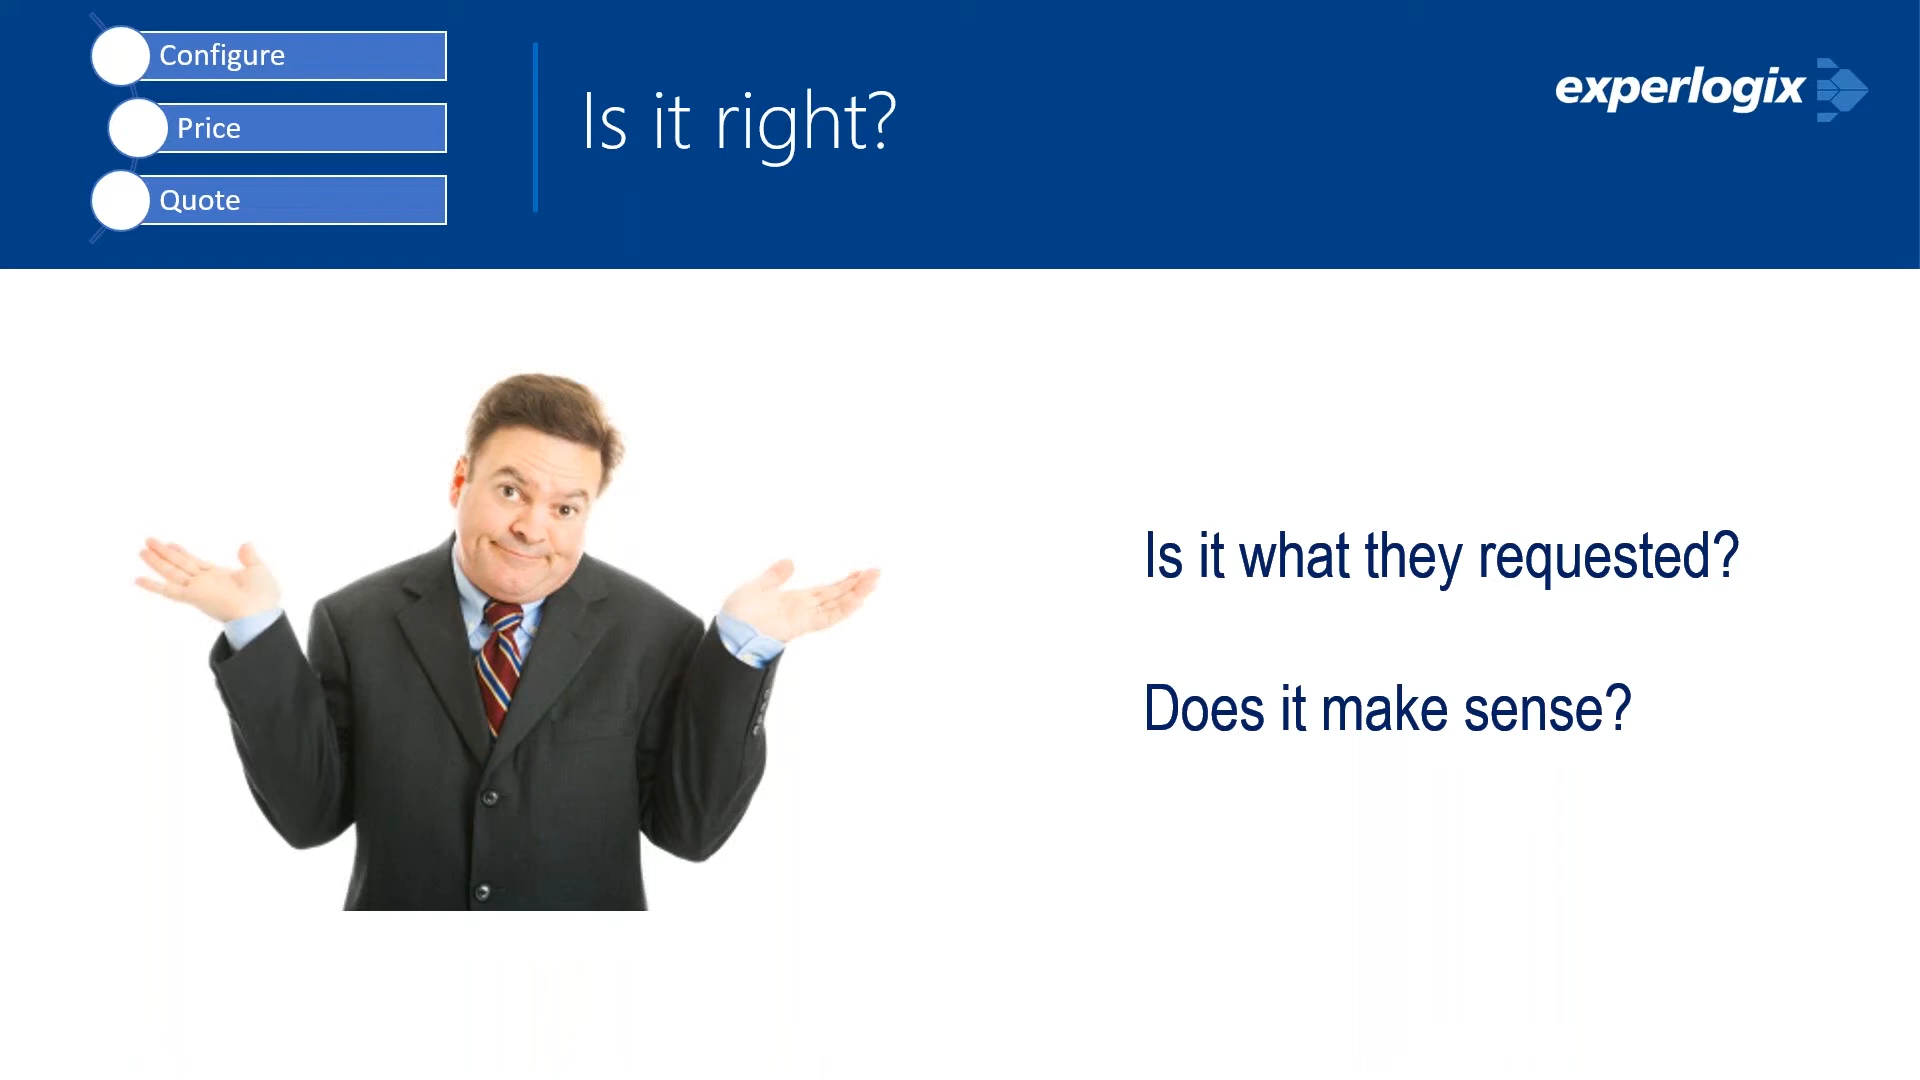 Configure
Price
Quote
Is it right?
experlogix
Is it what they requested?
Does it make sense?